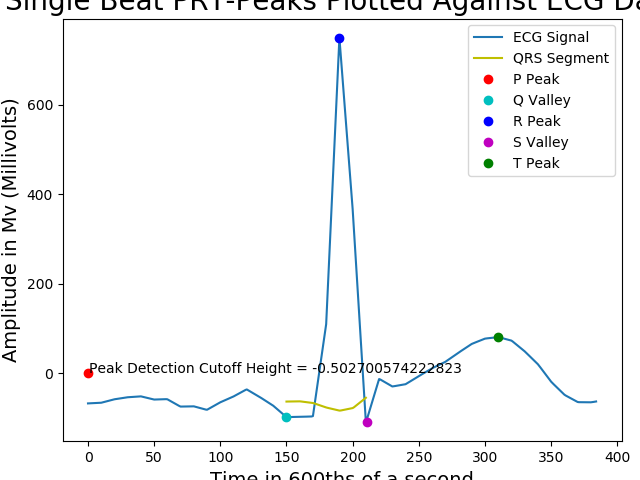 Single Beat PRT-Peaks Plotted Against ECG Da
ECG Signal
QRS Segment
P Peak
Q Valley
R Peak
S Valley
T Peak
Amplitude in Mv (Millivolts)
600
400
200
0
Peak Detection Cutoff Height = -0.502700574222823
0 50 100 150 200 250 300 350 400
Time in 600ths of a second